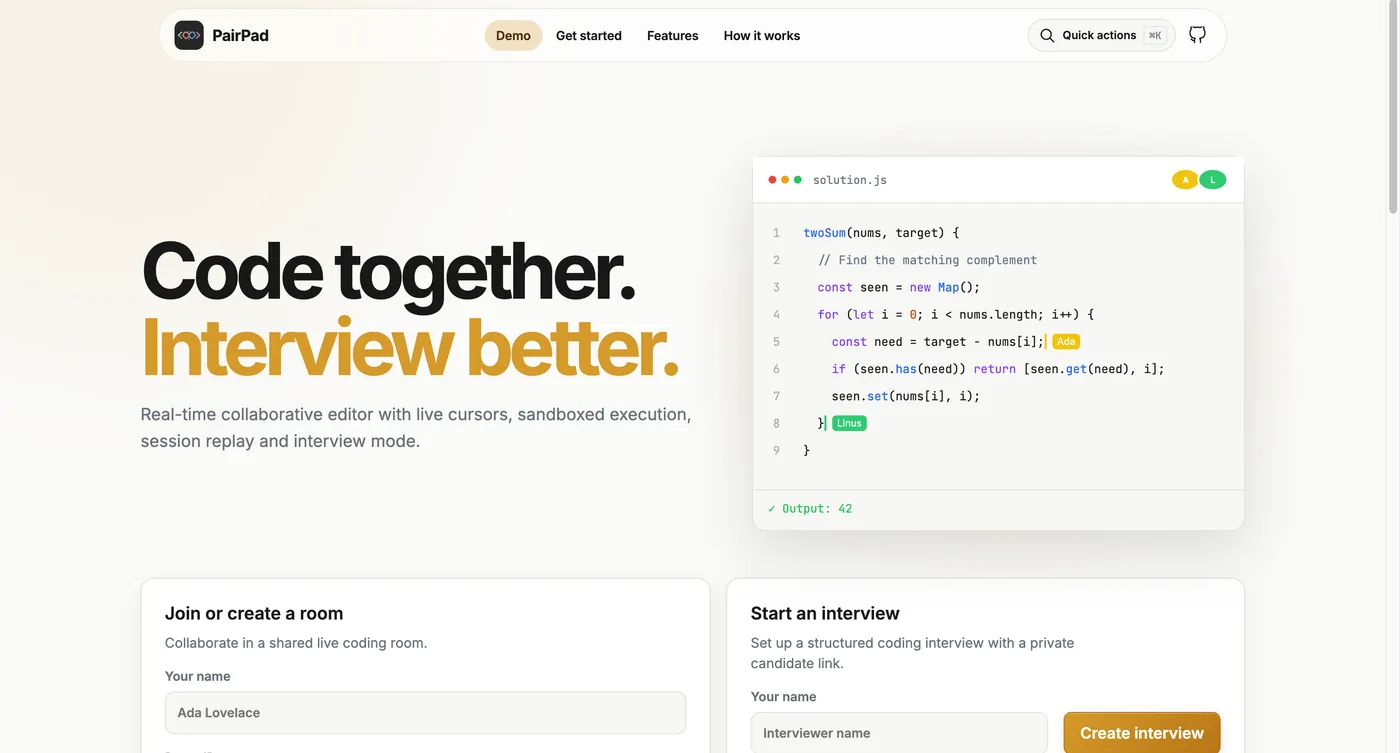 PairPad
Demo
Get started
Features
How it works
Quick actions
⌘K
Code together.
Interview better.
Real-time collaborative editor with live cursors, sandboxed execution,
session replay and interview mode.
solution.js
A
L
1 twoSum(nums, target) {
2 // Find the matching complement
3 const seen = new Map();
4 for (let i = 0; i < nums.length; i++) {
5 const need = target - nums[i]; Ada
6 if (seen.has(need)) return [seen.get(need), i];
7 seen.set(nums[i], i);
8 } Linus
9 }
✓ Output: 42
Join or create a room
Collaborate in a shared live coding room.
Your name
Ada Lovelace
Start an interview
Set up a structured coding interview with a private
candidate link.
Your name
Interviewer name
Create interview